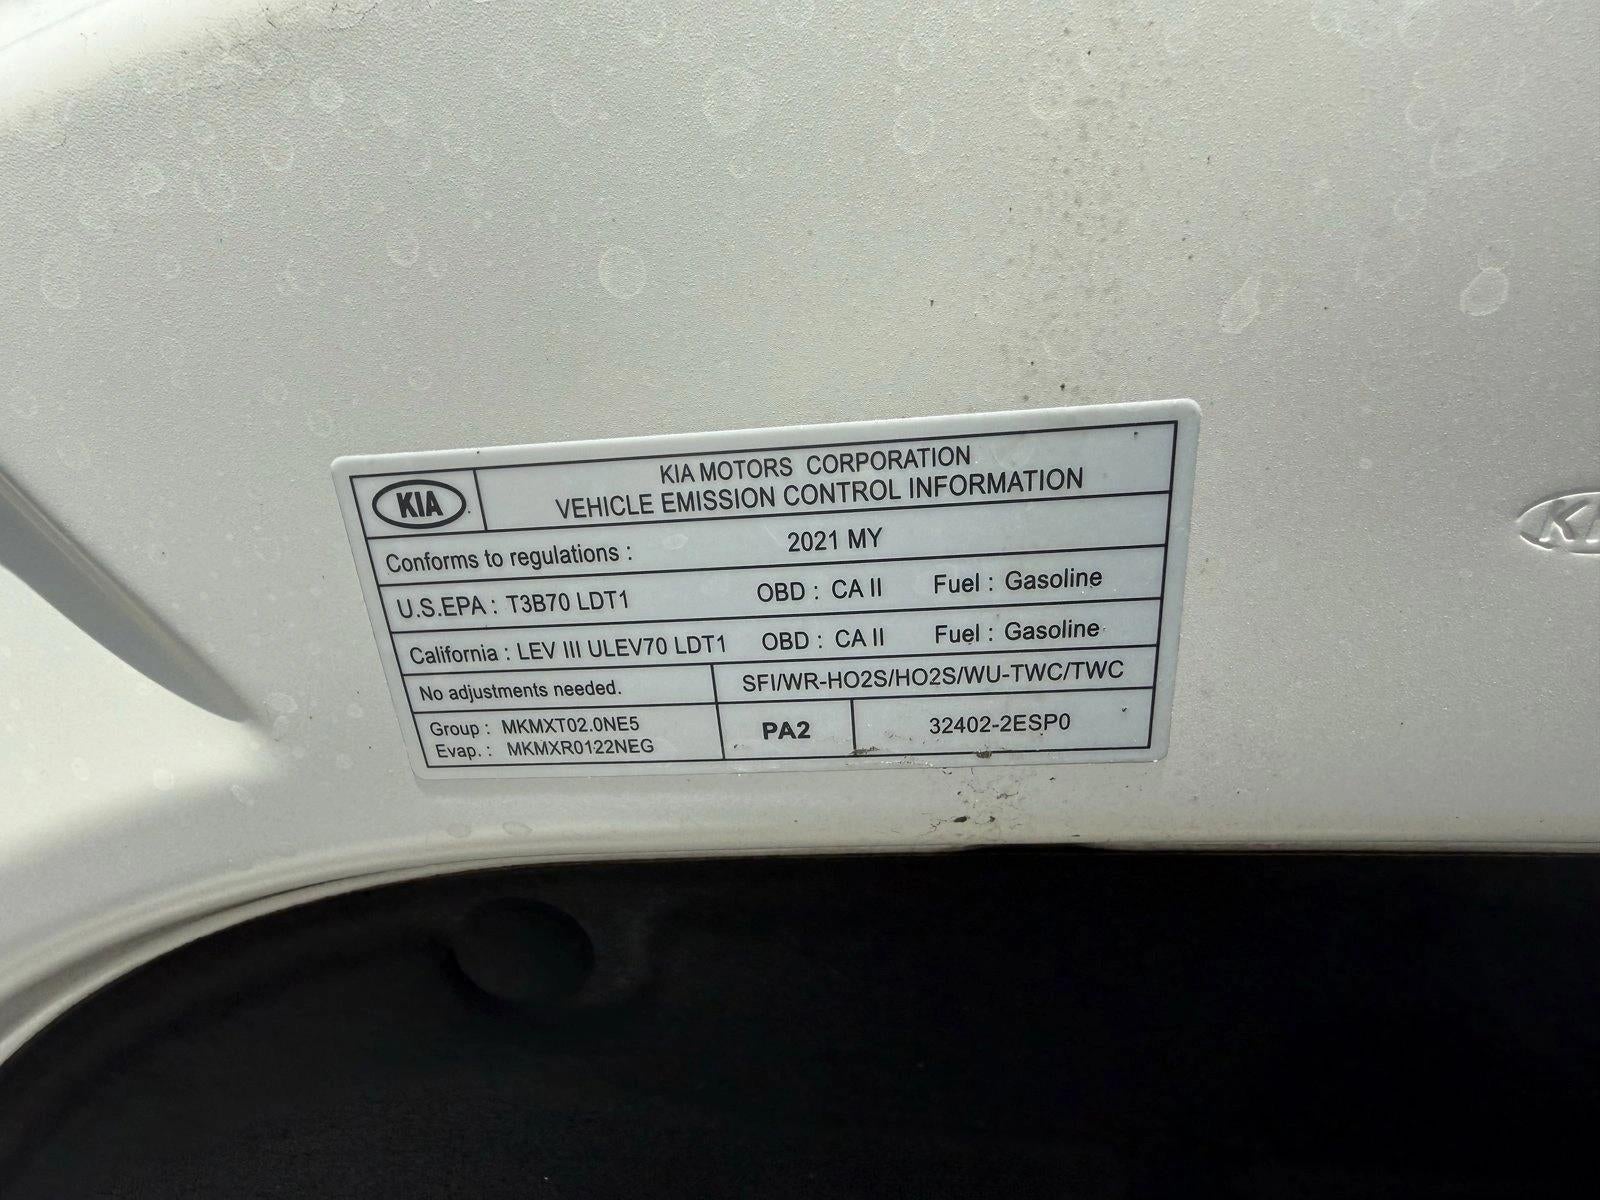 KIA
KIA MOTORS CORPORATION
VEHICLE EMISSION CONTROL INFORMATION
Conforms to regulations : 2021 MY
U.S.EPA : T3B70 LDT1 OBD : CA II Fuel : Gasoline
California : LEV III ULEV70 LDT1 OBD : CA II Fuel : Gasoline
No adjustments needed. SFI/WR-HO2S/HO2S/WU-TWC/TWC
Group : MKMXT02.0NE5
Evap. : MKMXR0122NEG
PA2
32402-2ESP0